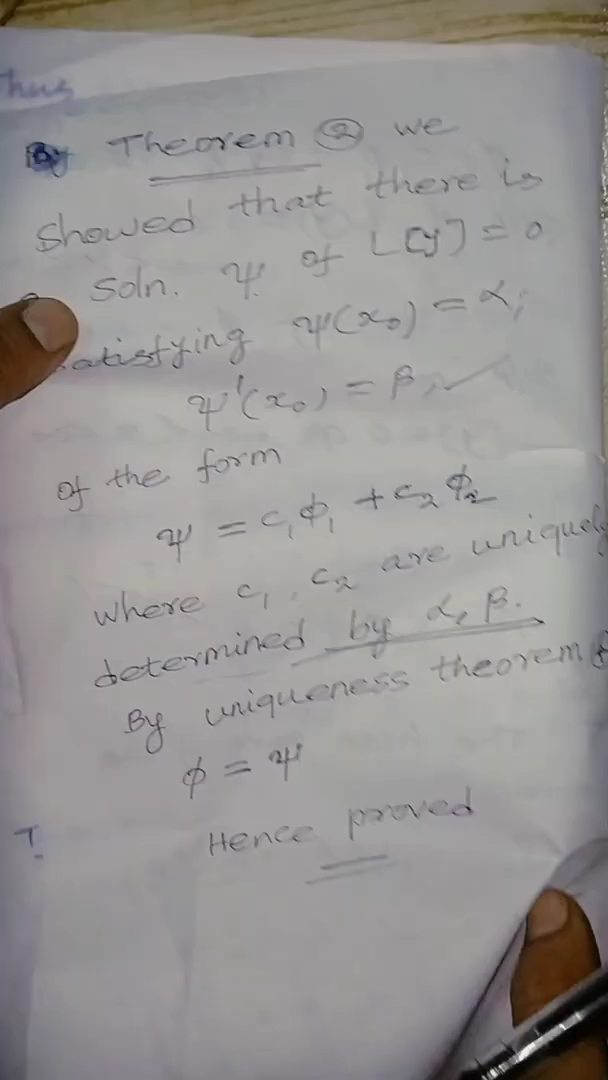 hus
By Theorem ② we
showed that there is
soln. ψ of L[y] = 0
satisfying ψ(x₀) = α;
ψ'(x₀) = β,
of the form
ψ = c₁ϕ₁ + c₂ϕ₂
where c₁, c₂ are uniquely
determined by α, β.
By uniqueness theorem
ϕ = ψ
Hence proved